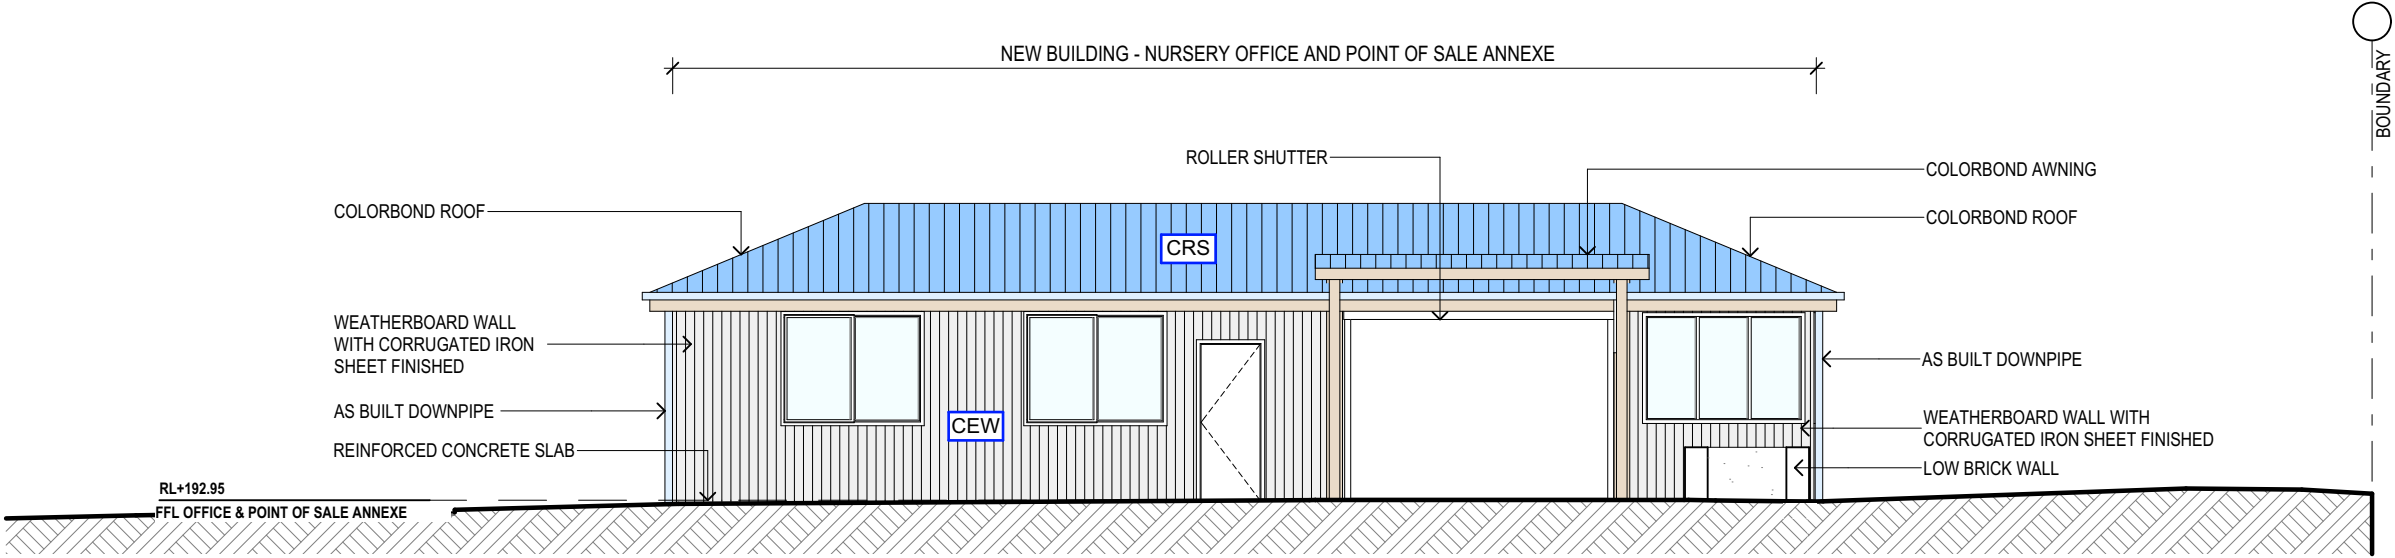 NEW BUILDING - NURSERY OFFICE AND POINT OF SALE ANNEXE
BOUNDARY
ROLLER SHUTTER
COLORBOND AWNING
COLORBOND ROOF
COLORBOND ROOF
CRS
WEATHERBOARD WALL
WITH CORRUGATED IRON
SHEET FINISHED
AS BUILT DOWNPIPE
AS BUILT DOWNPIPE
CEW
WEATHERBOARD WALL WITH
CORRUGATED IRON SHEET FINISHED
REINFORCED CONCRETE SLAB
LOW BRICK WALL
RL+192.95
FFL OFFICE & POINT OF SALE ANNEXE